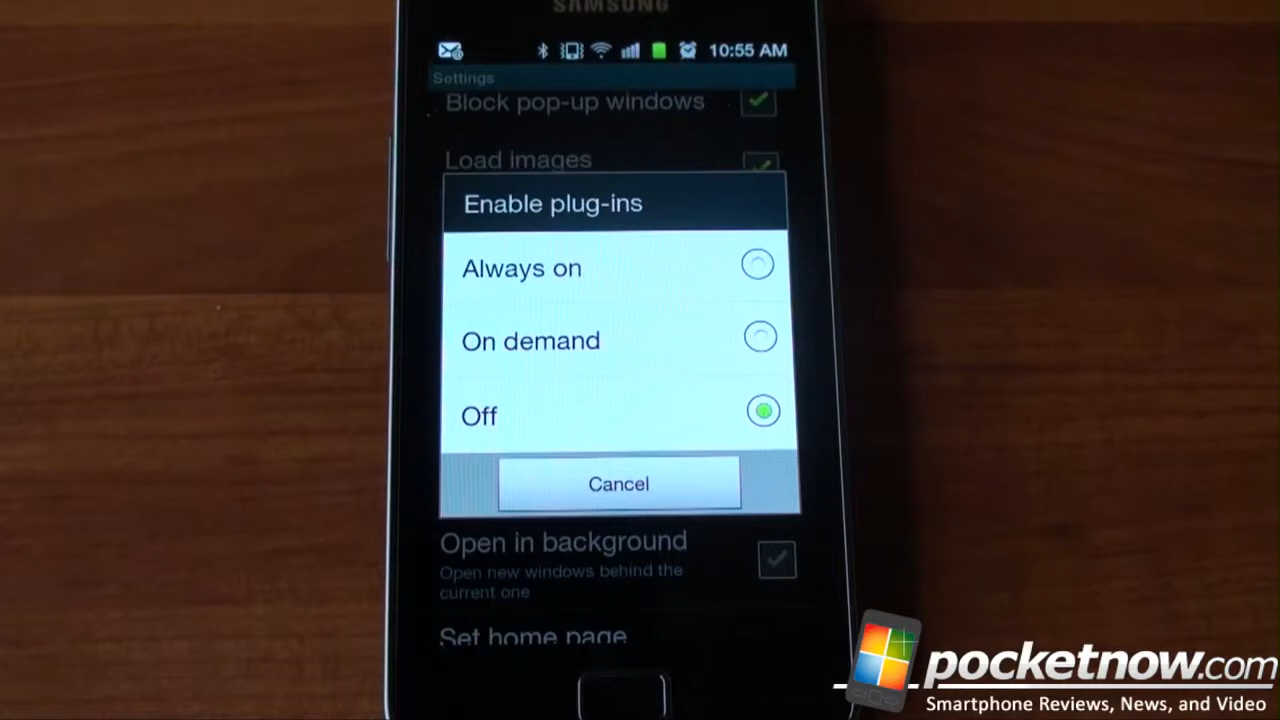 SAMSUNG
10:55 AM
Settings
Block pop-up windows
Load images
Enable plug-ins
Always on
On demand
Off
Cancel
Open in background
Open new windows behind the
current one
Set home page
pocketnow.com
Smartphone Reviews, News, and Video